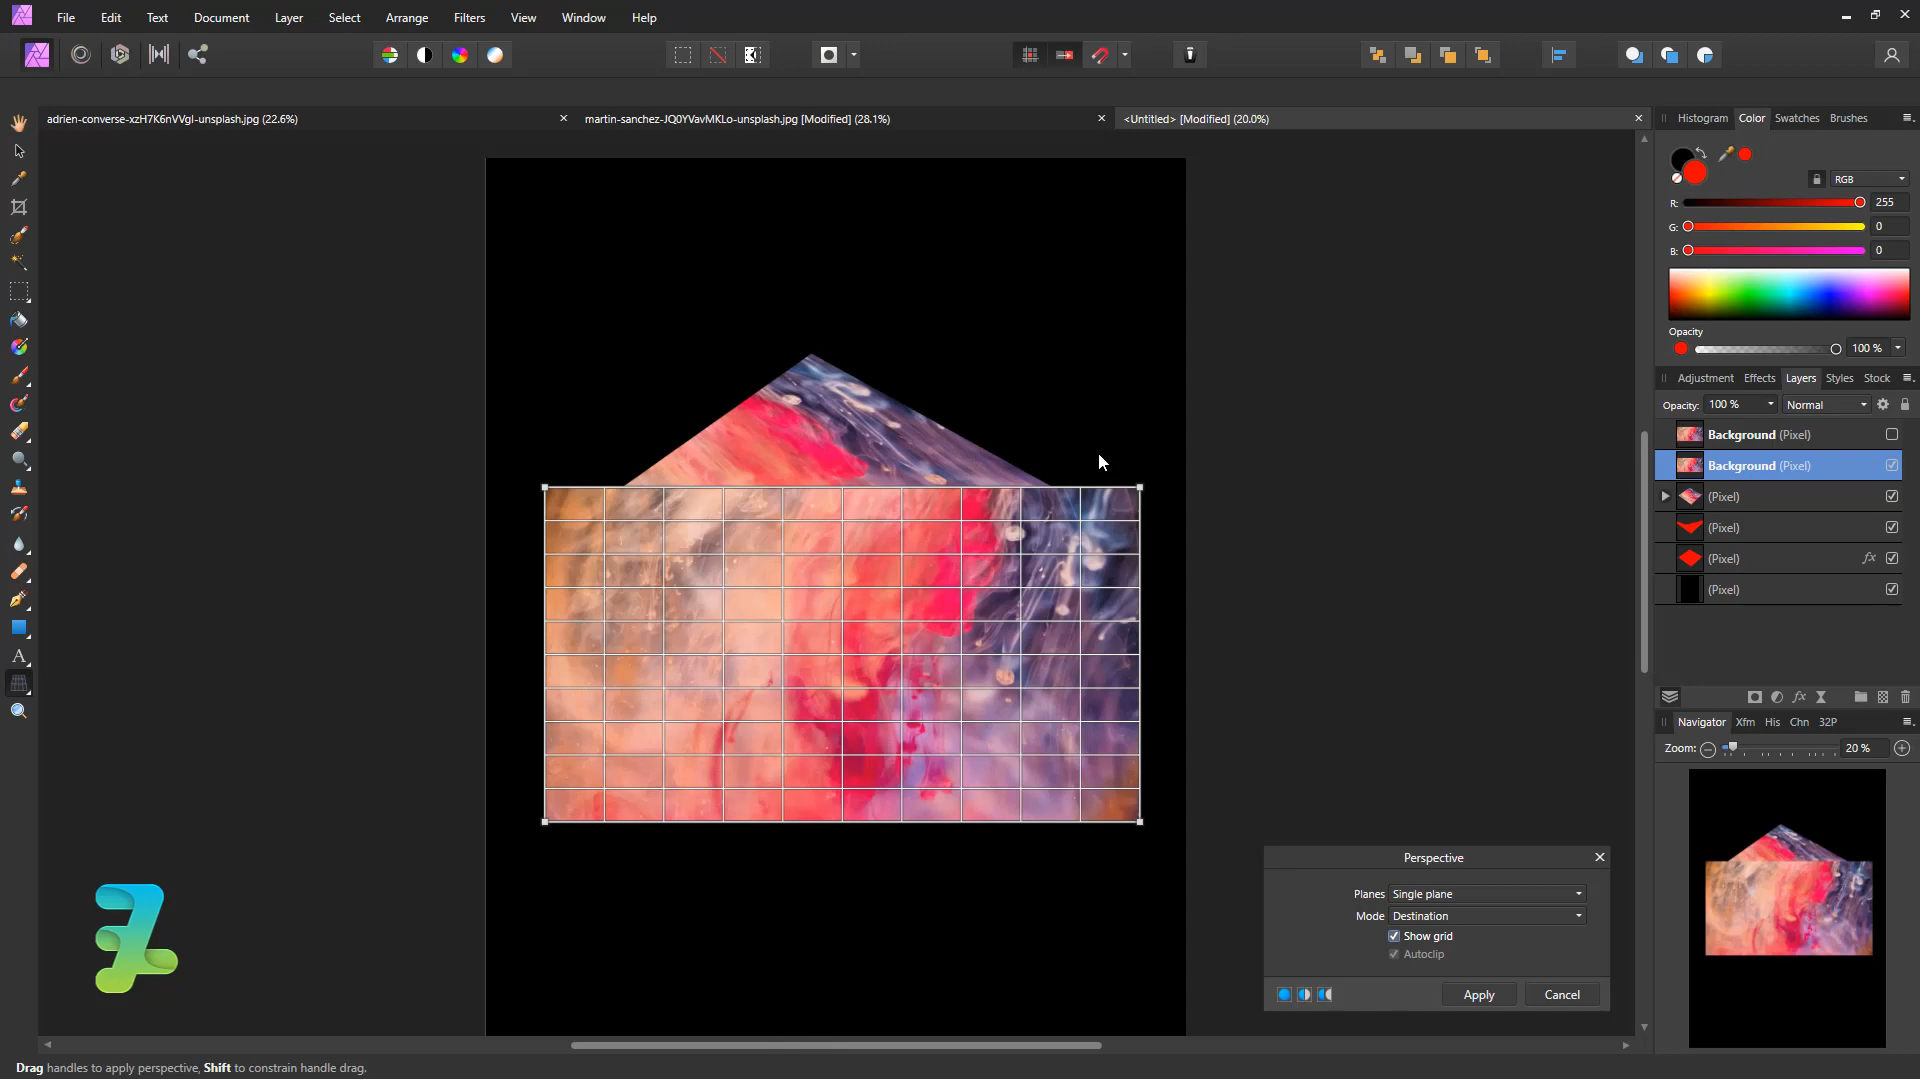 File Edit Text Document Layer Select Arrange Filters View Window Help
adrien-converse-xzH7K6nVVgI-unsplash.jpg (22.6%)
martin-sanchez-JQ0YVavMKLo-unsplash.jpg [Modified] (28.1%)
<Untitled> [Modified] (20.0%)
Histogram Color Swatches Brushes
RGB
R: 255
G: 0
B: 0
Opacity
100 %
Adjustment Effects Layers Styles Stock
Opacity: 100 % Normal
Background (Pixel)
Background (Pixel)
(Pixel)
(Pixel)
(Pixel) fx
(Pixel)
fx
Navigator Xfm His Chn 32P
Zoom: 20 %
Perspective
Planes Single plane
Mode Destination
Show grid
Autoclip
Apply Cancel
Drag handles to apply perspective, Shift to constrain handle drag.